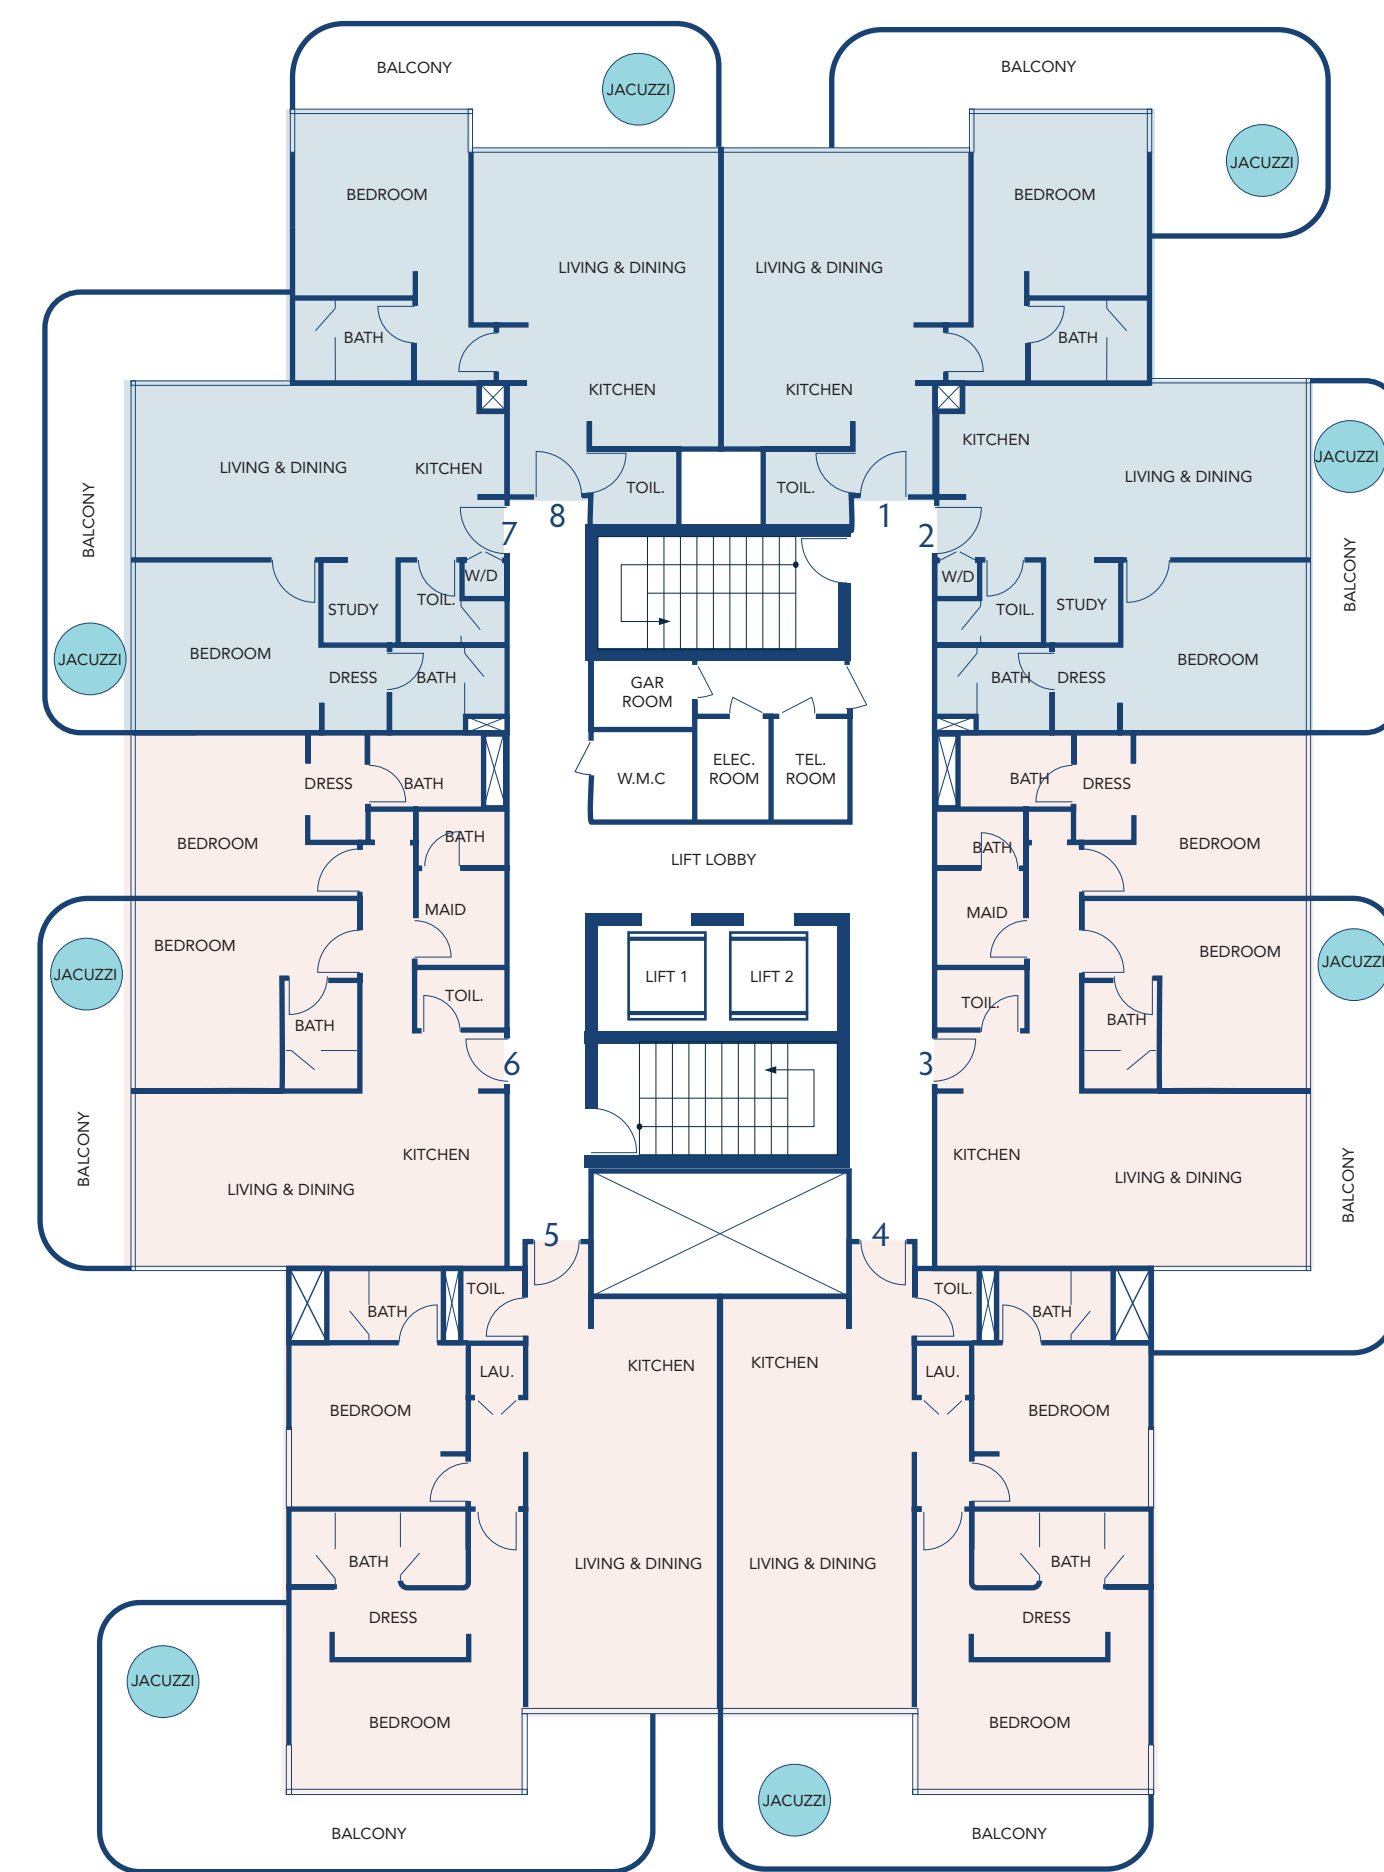 BALCONY
JACUZZI
BALCONY
JACUZZI
BEDROOM
LIVING & DINING
LIVING & DINING
BEDROOM
BATH
KITCHEN
KITCHEN
BATH
LIVING & DINING
KITCHEN
TOIL.
TOIL.
KITCHEN
LIVING & DINING
JACUZZI
BALCONY
7
8
1
2
BALCONY
W/D
STUDY
TOIL.
W/D
TOIL.
STUDY
JACUZZI
BEDROOM
DRESS
BATH
BATH
DRESS
BEDROOM
GAR
ROOM
W.M.C
ELEC.
ROOM
TEL.
ROOM
DRESS
BATH
BATH
DRESS
BEDROOM
BATH
LIFT LOBBY
BATH
BEDROOM
MAID
MAID
JACUZZI
BEDROOM
BEDROOM
JACUZZI
LIFT 1
LIFT 2
TOIL.
TOIL.
BATH
BATH
6
3
BALCONY
KITCHEN
LIVING & DINING
KITCHEN
LIVING & DINING
BALCONY
5
4
BATH
TOIL.
TOIL.
BATH
LAU.
KITCHEN
KITCHEN
LAU.
BEDROOM
BEDROOM
BATH
LIVING & DINING
LIVING & DINING
BATH
DRESS
DRESS
JACUZZI
BEDROOM
BEDROOM
JACUZZI
BALCONY
BALCONY